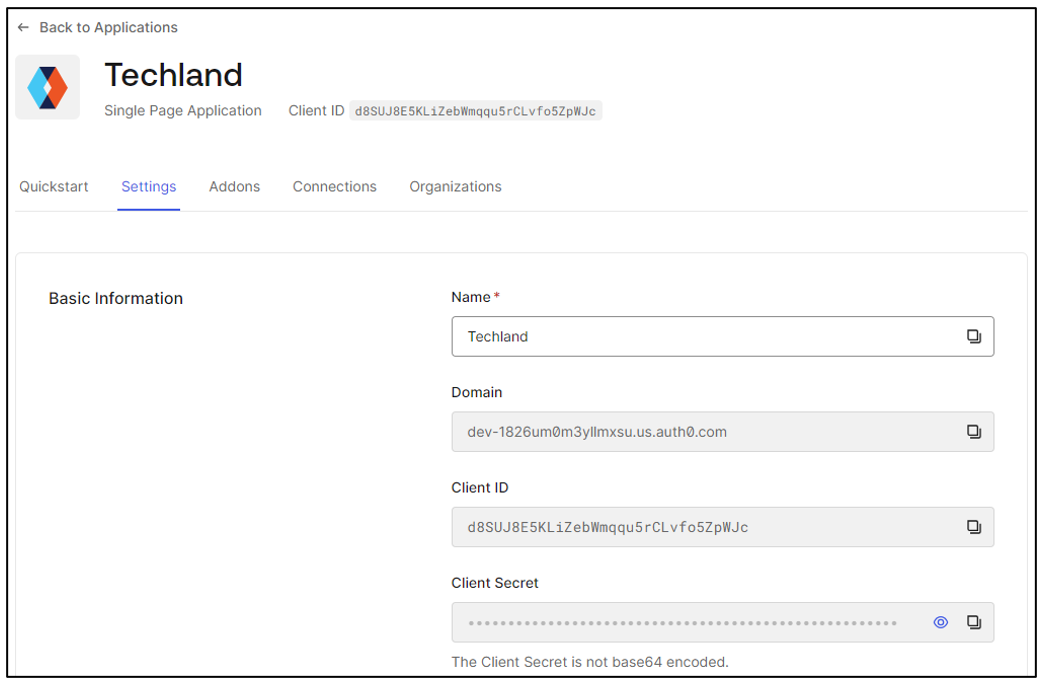 ← Back to Applications
Techland
Single Page Application Client ID d8SUJ8E5KLiZebWmqqu5rCLvfo5ZpWJc
Quickstart Settings Addons Connections Organizations
Basic Information
Name *
Techland
Domain
dev-1826um0m3yllmxsu.us.auth0.com
Client ID
d8SUJ8E5KLiZebWmqqu5rCLvfo5ZpWJc
Client Secret
The Client Secret is not base64 encoded.